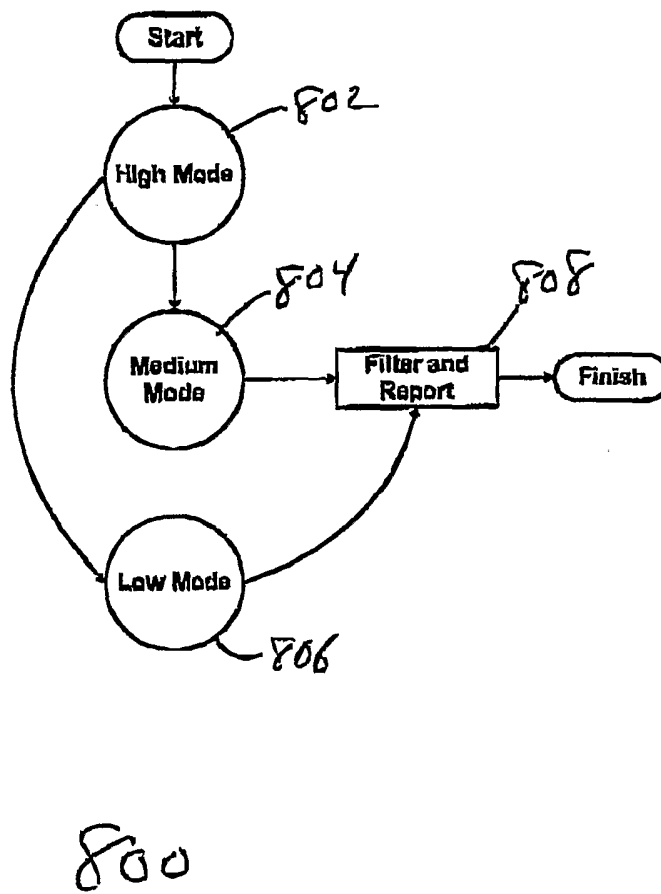 Start
802
High Mode
804
808
Medium
Mode
Filter and
Report
Finish
Low Mode
806
800